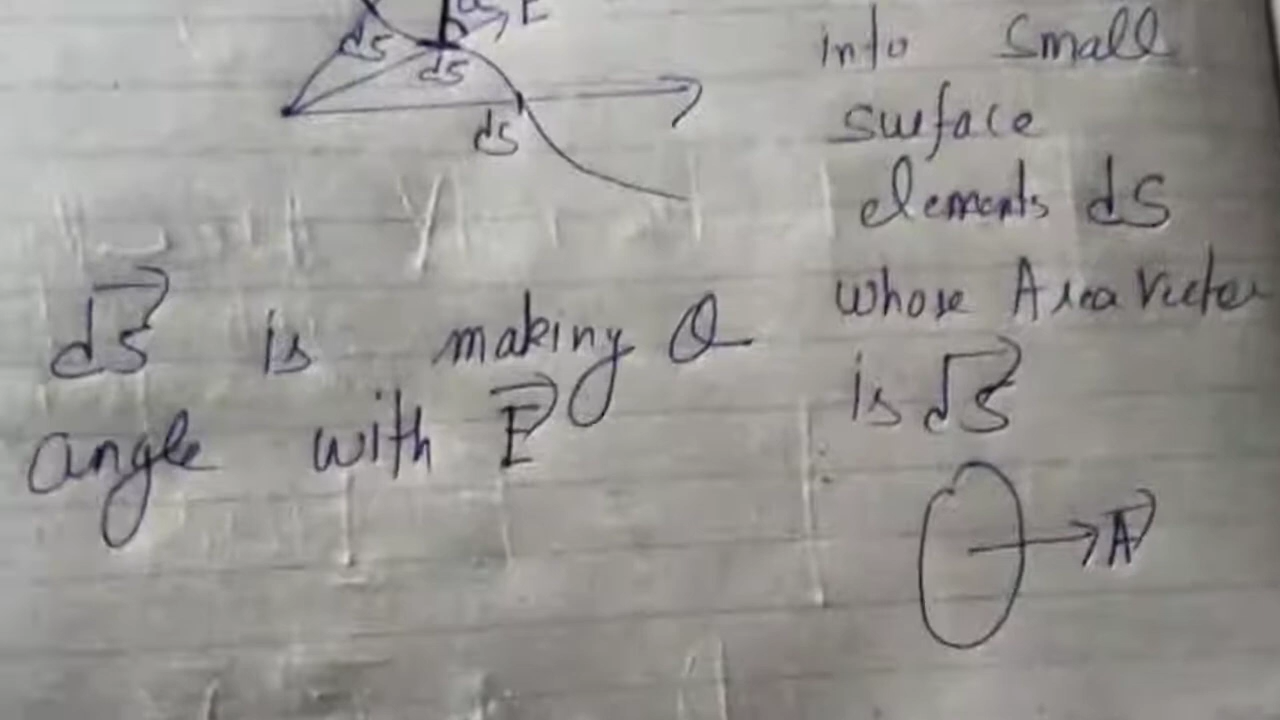 E
ds
ds
ds
into small
surface
elements ds
whose Area Vector
is ds⃗
ds⃗ is making θ
angle with E⃗
A⃗